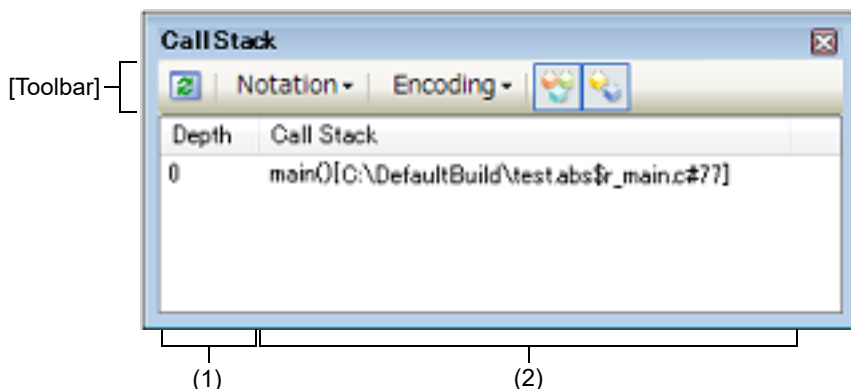 Call Stack
[Toolbar]
Notation
Encoding
Depth Call Stack
0 main()[C:\DefaultBuild\test.abs$r_main.c#77]
(1) (2)